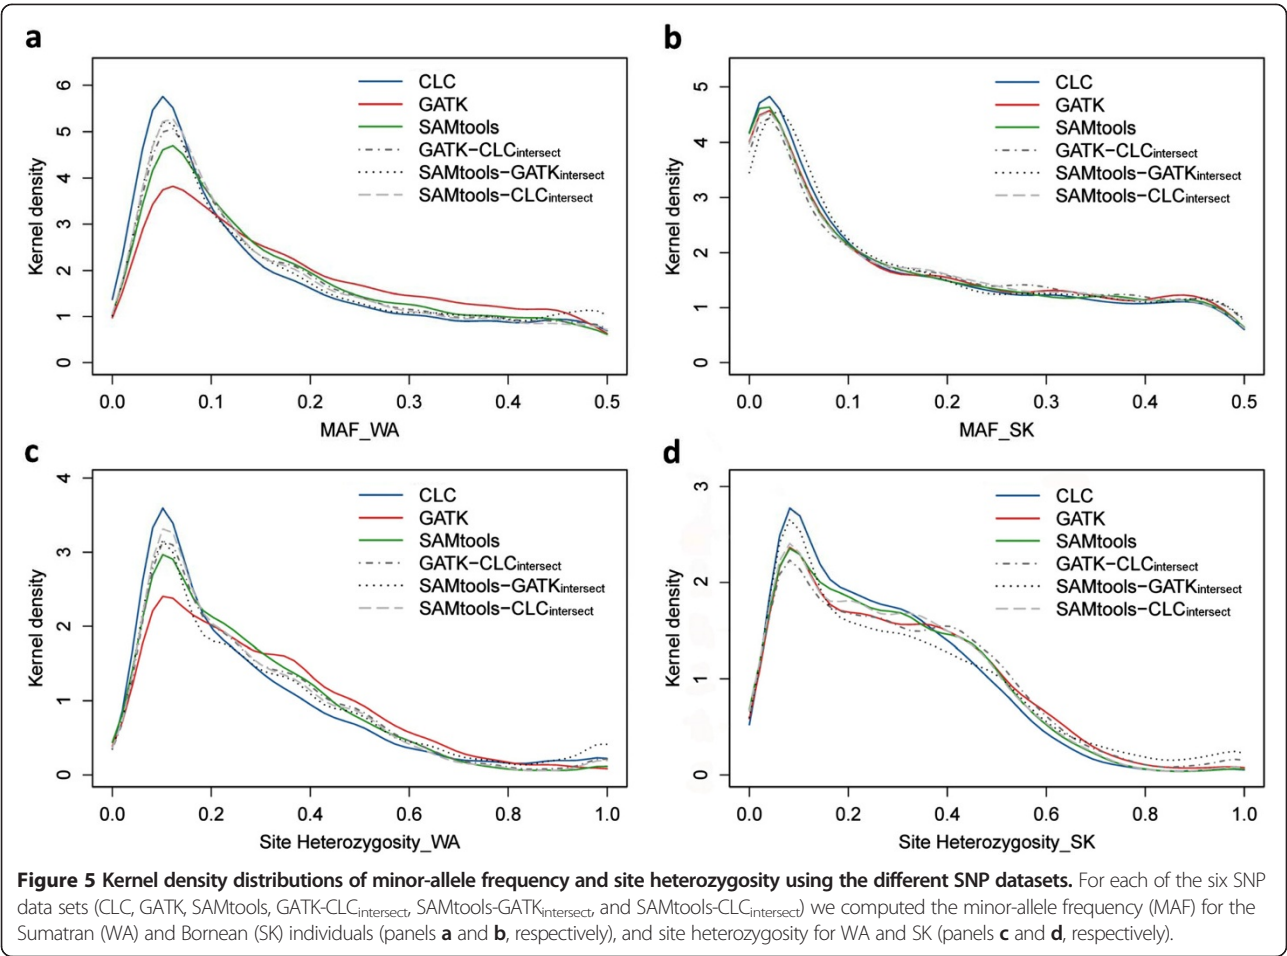 a
6
5
4
3
2
1
0
Kernel density
CLC
GATK
SAMtools
GATK−CLCintersect
SAMtools−GATKintersect
SAMtools−CLCintersect
0.0 0.1 0.2 0.3 0.4 0.5
MAF_WA
b
5
4
3
2
1
0
Kernel density
CLC
GATK
SAMtools
GATK−CLCintersect
SAMtools−GATKintersect
SAMtools−CLCintersect
0.0 0.1 0.2 0.3 0.4 0.5
MAF_SK
c
4
3
2
1
0
Kernel density
CLC
GATK
SAMtools
GATK−CLCintersect
SAMtools−GATKintersect
SAMtools−CLCintersect
0.0 0.2 0.4 0.6 0.8 1.0
Site Heterozygosity_WA
d
3
2
1
0
Kernel density
CLC
GATK
SAMtools
GATK−CLCintersect
SAMtools−GATKintersect
SAMtools−CLCintersect
0.0 0.2 0.4 0.6 0.8 1.0
Site Heterozygosity_SK
Figure 5 Kernel density distributions of minor-allele frequency and site heterozygosity using the different SNP datasets. For each of the six SNP
data sets (CLC, GATK, SAMtools, GATK-CLCintersect, SAMtools-GATKintersect, and SAMtools-CLCintersect) we computed the minor-allele frequency (MAF) for the
Sumatran (WA) and Bornean (SK) individuals (panels a and b, respectively), and site heterozygosity for WA and SK (panels c and d, respectively).